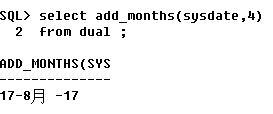 SQL> select add_months(sysdate,4)
2 from dual ;
ADD_MONTHS(SYS
--------------
17-8月 -17